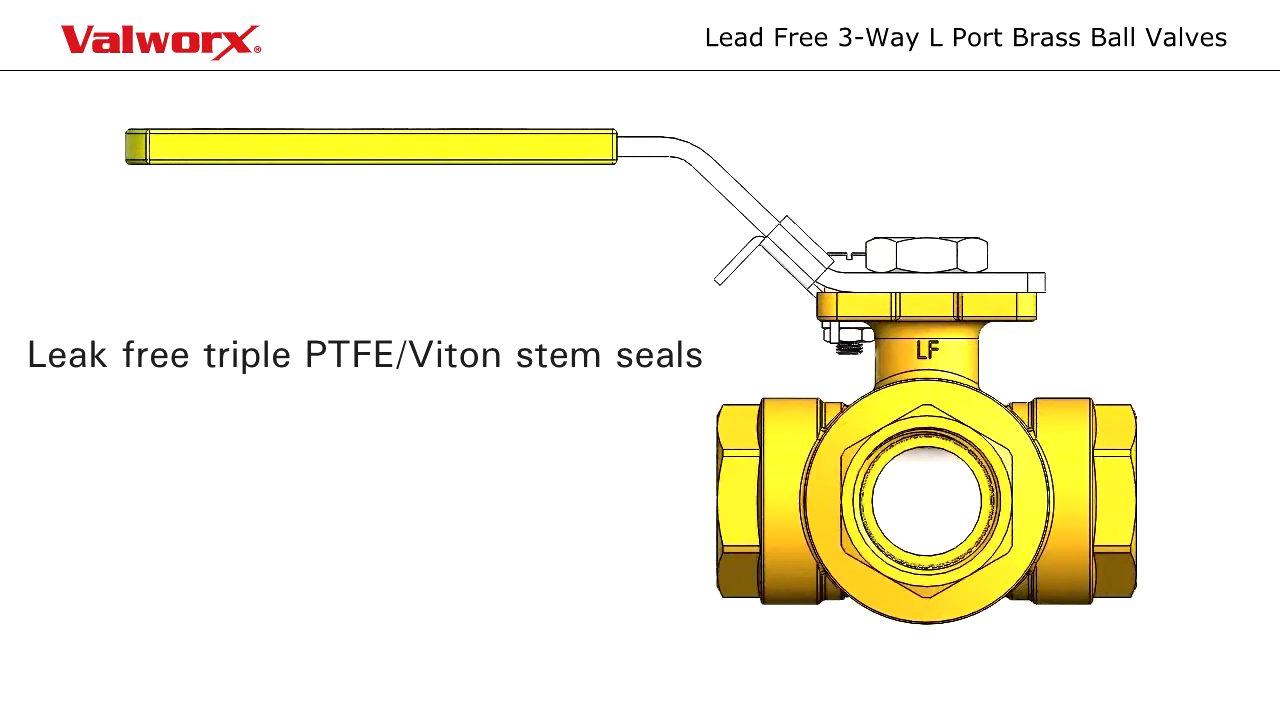 Valworx®
Lead Free 3-Way L Port Brass Ball Valves
Leak free triple PTFE/Viton stem seals
LF